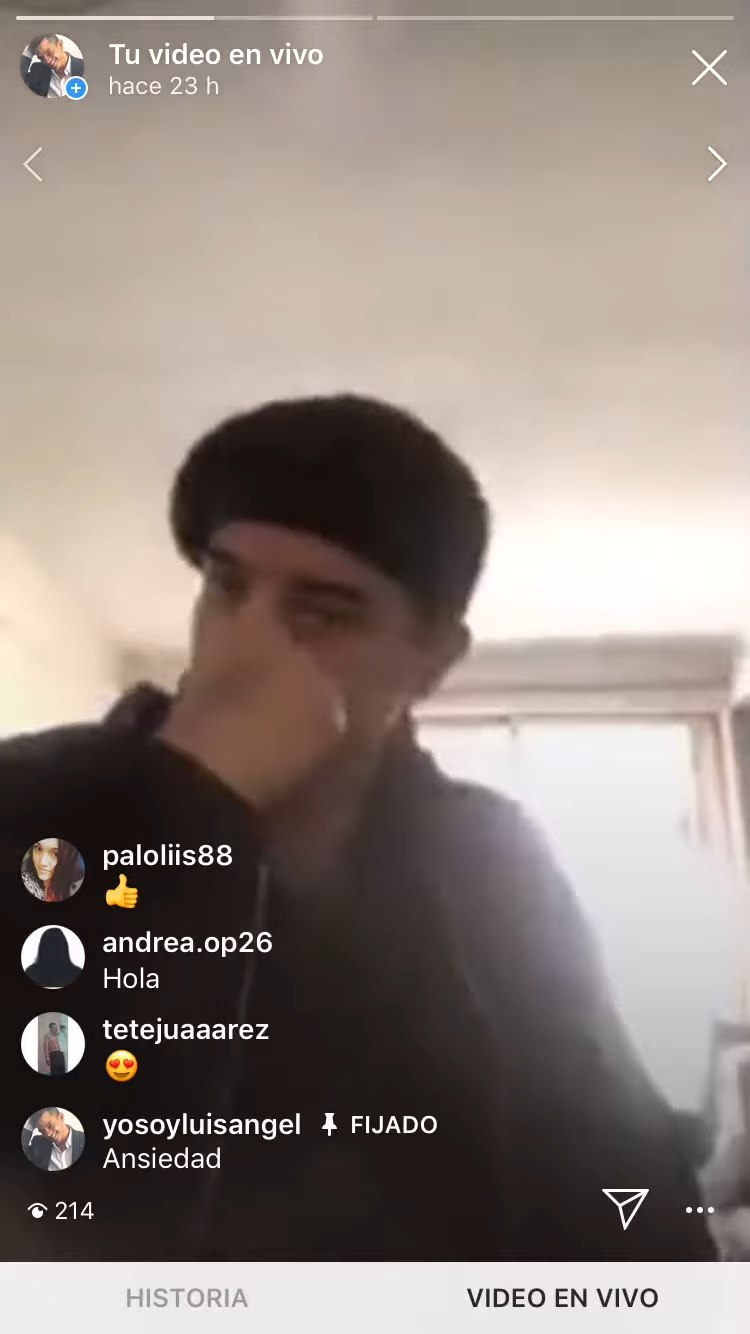 Tu video en vivo
hace 23 h
paloliis88
👍
andrea.op26
Hola
tetejuaaarez
😍
yosoyluisangel FIJADO
Ansiedad
214
HISTORIA
VIDEO EN VIVO